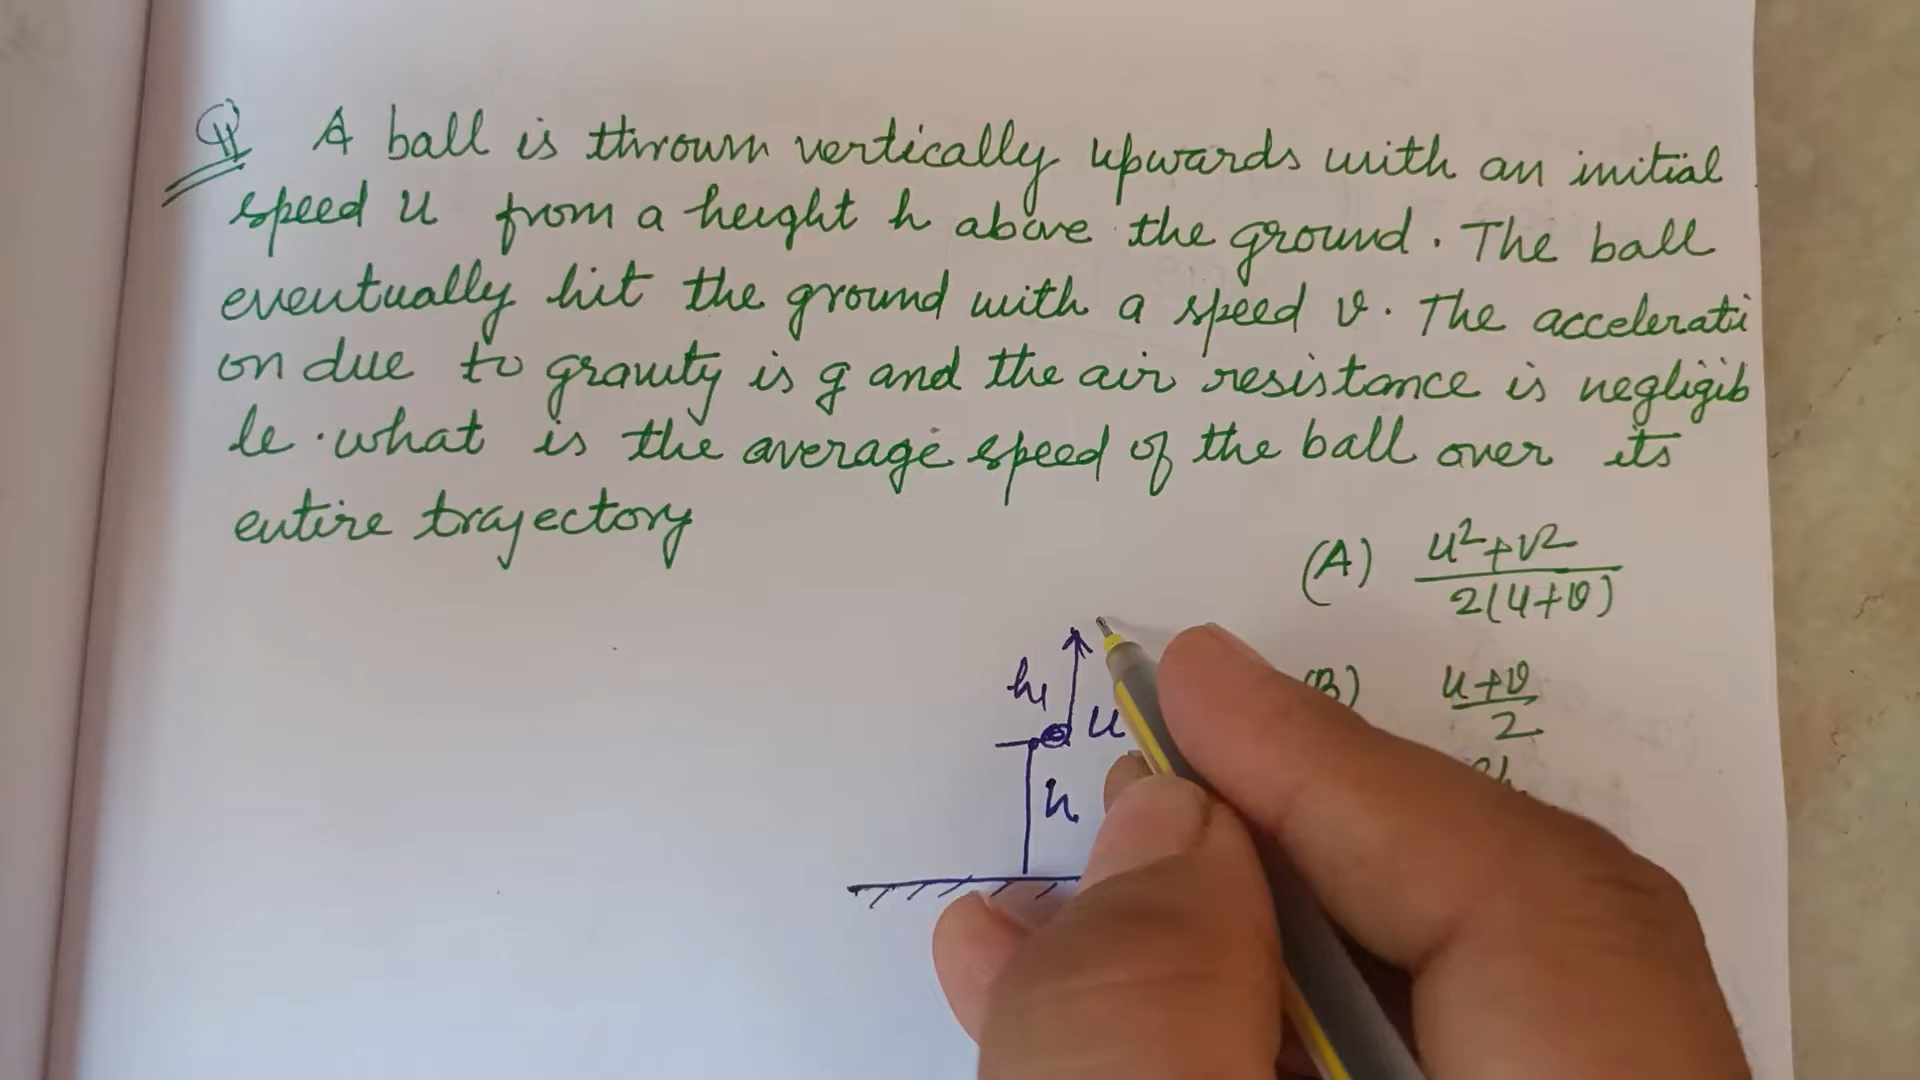 Q A ball is thrown vertically upwards with an initial
speed u from a height h above the ground. The ball
eventually hit the ground with a speed v. The accelerati
on due to gravity is g and the air resistance is negligib
le. what is the average speed of the ball over its
entire trajectory
(A) u²+v² / 2(u+v)
(B) u+v / 2
h₁
u
h